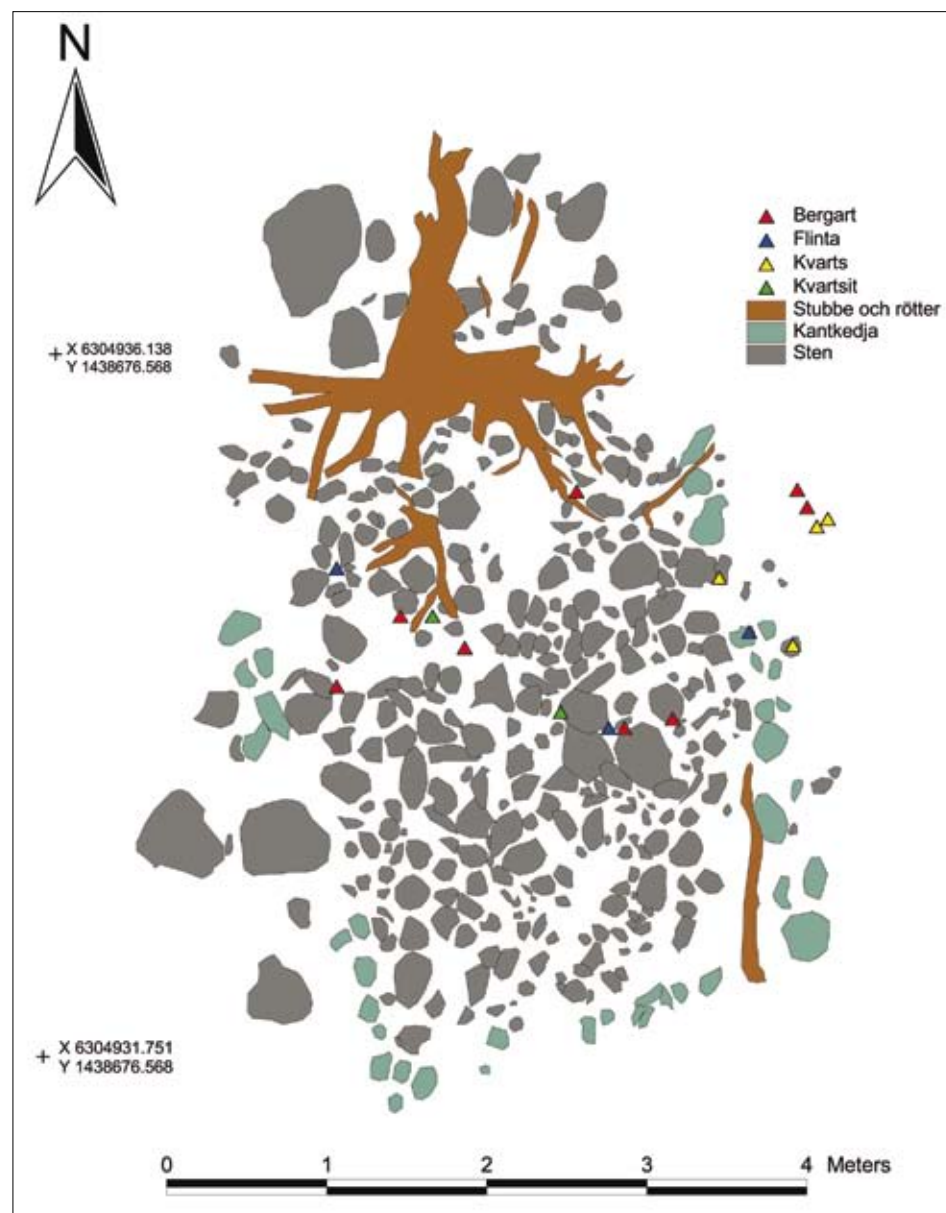 N
Bergart
Flinta
Kvarts
Kvartsit
Stubbe och rötter
Kantkedja
Sten
X 6304936.138
Y 1438676.568
X 6304931.751
Y 1438676.568
0 1 2 3 4 Meters